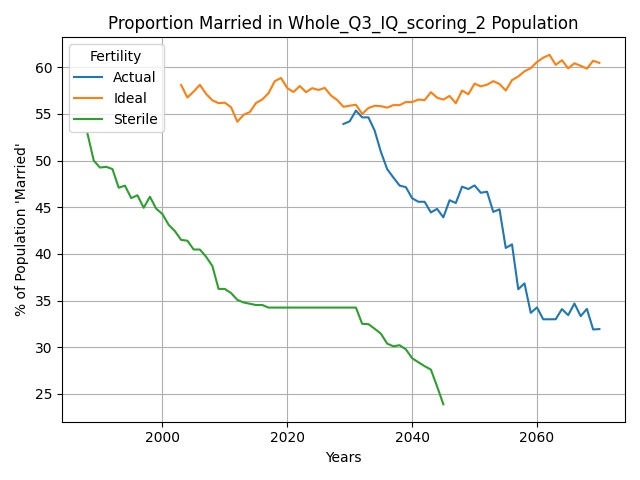 Proportion Married in Whole_Q3_IQ_scoring_2 Population
Fertility
Actual
Ideal
Sterile
% of Population 'Married'
60
55
50
45
40
35
30
25
2000
2020
2040
2060
Years